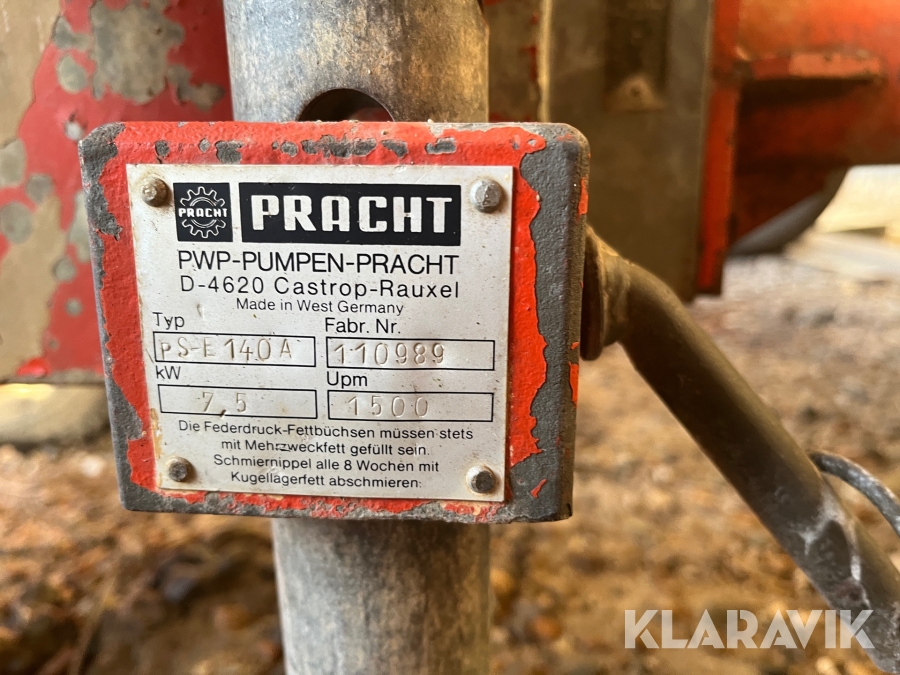 PRACHT PRACHT
PWP-PUMPEN-PRACHT
D-4620 Castrop-Rauxel
Made in West Germany
Typ Fabr. Nr.
PS-E 140A 110989
kW Upm
7,5 1500
Die Federdruck-Fettbüchsen müssen stets
mit Mehrzweckfett gefüllt sein.
Schmiernippel alle 8 Wochen mit
Kugellagerfett abschmieren.
KLARAVIK